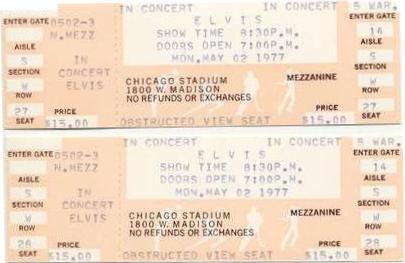 IN CONCERT IN CONCERT 5 WAR.
ENTER GATE 0502-3 ELVIS ENTER GATE
N.MEZZ SHOW TIME 8:30P.M. 14
AISLE DOORS OPEN 7:00P.M. AISLE
S MON.MAY 02 1977 S
SECTION IN SECTION
W CONCERT CHICAGO STADIUM MEZZANINE W
ROW ELVIS 1800 W. MADISON ROW
27 NO REFUNDS OR EXCHANGES 27
SEAT PRICE PRICE SEAT
$15.00 OBSTRUCTED VIEW SEAT $15.00
IN CONCERT IN CONCERT 5 WAR.
ENTER GATE 0502-3 ELVIS ENTER GATE
N.MEZZ SHOW TIME 8:30P.M. 14
AISLE DOORS OPEN 7:00P.M. AISLE
S IN MON.MAY 02 1977 S
SECTION CONCERT SECTION
W ELVIS CHICAGO STADIUM MEZZANINE W
ROW 1800 W. MADISON ROW
28 NO REFUNDS OR EXCHANGES 28
SEAT PRICE PRICE SEAT
$15.00 OBSTRUCTED VIEW SEAT $15.00